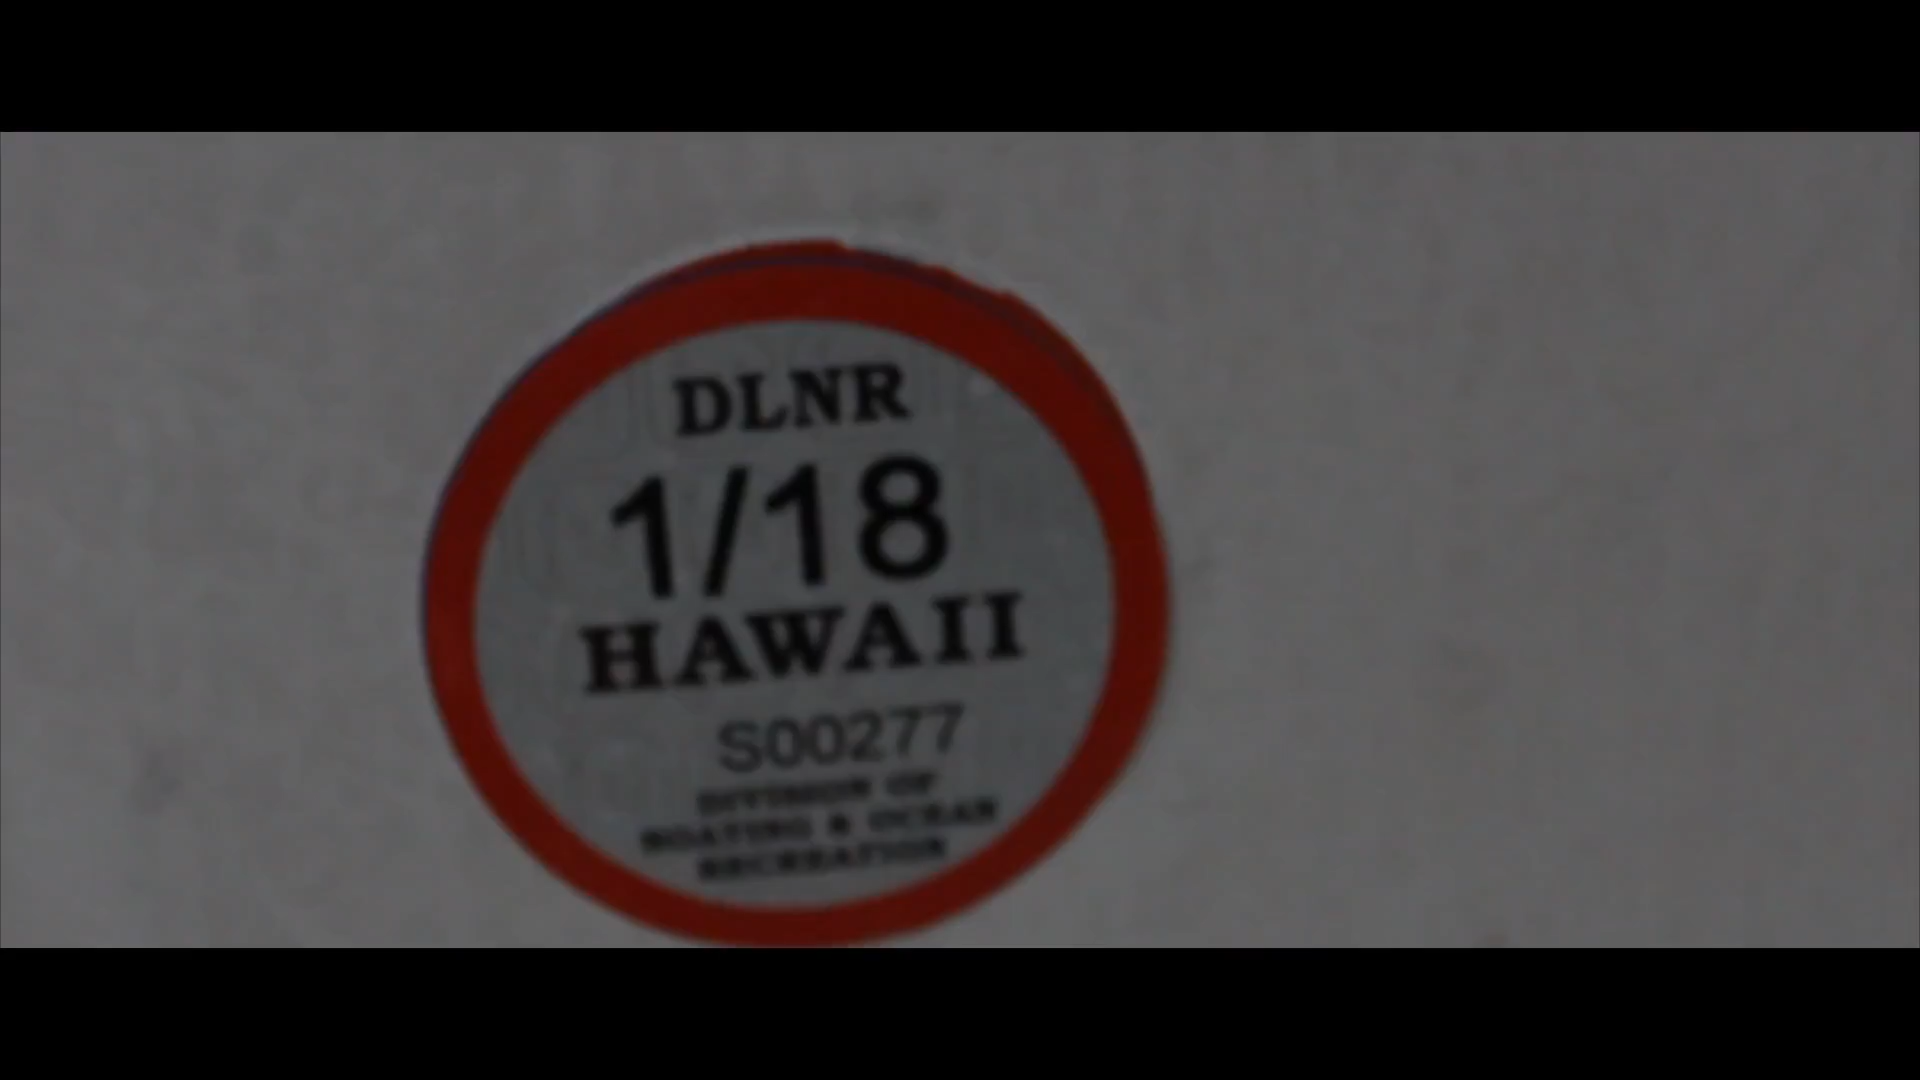 DLNR
1/18
HAWAII
S00277
DIVISION OF
BOATING & OCEAN
RECREATION